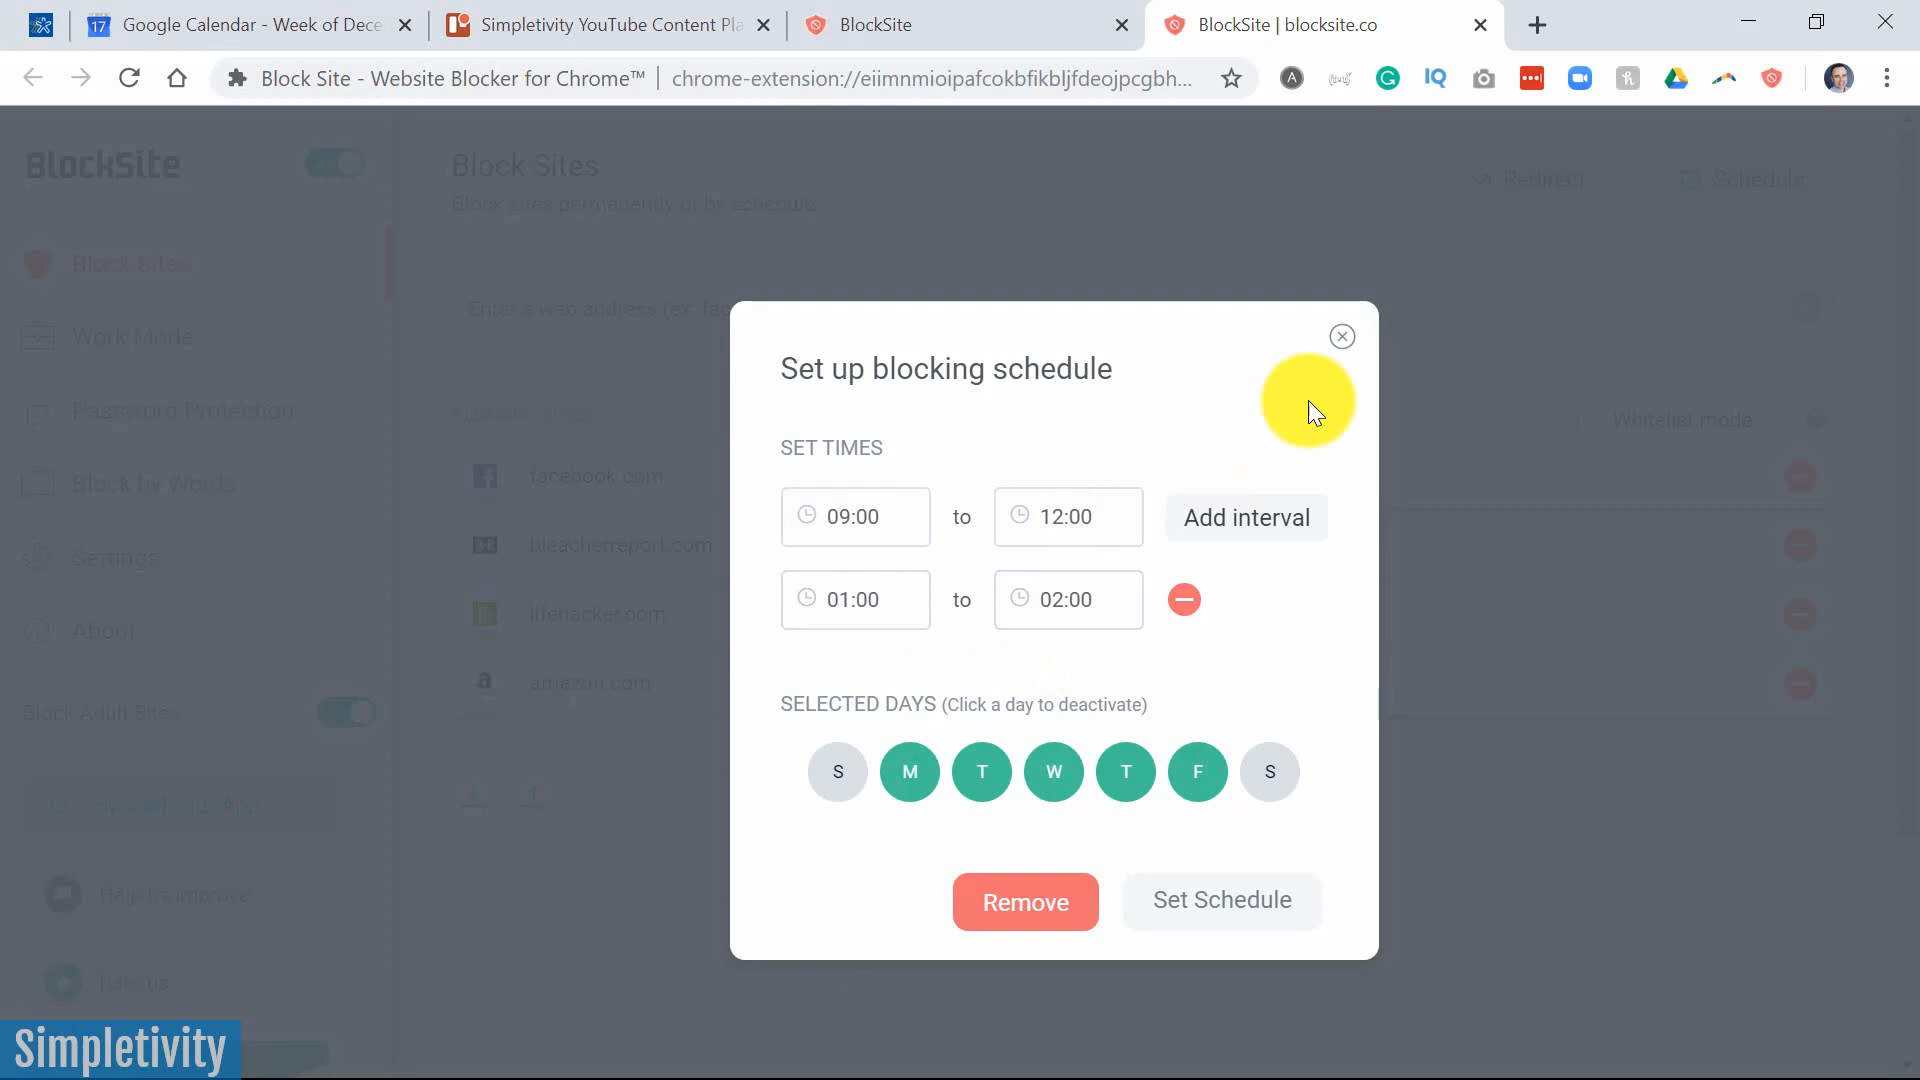 17 Google Calendar - Week of Dece
Simpletivity YouTube Content Pla
BlockSite
BlockSite | blocksite.co
Block Site - Website Blocker for Chrome™
chrome-extension://eiimnmioipafcokbfikbljfdeojpcgbh...
BlockSite
Block Sites
Block sites permanently or by schedule
Redirect
Schedule
Block Sites
Work Mode
Password Protection
Block by Words
Settings
About
Block Adult Sites
Help us improve
Rate us
Enter a web address (ex. fac
Whitelist mode
facebook.com
bleacherreport.com
lifehacker.com
amazon.com
Set up blocking schedule
SET TIMES
09:00 to 12:00 Add interval
01:00 to 02:00
SELECTED DAYS (Click a day to deactivate)
S M T W T F S
Remove Set Schedule
Simpletivity